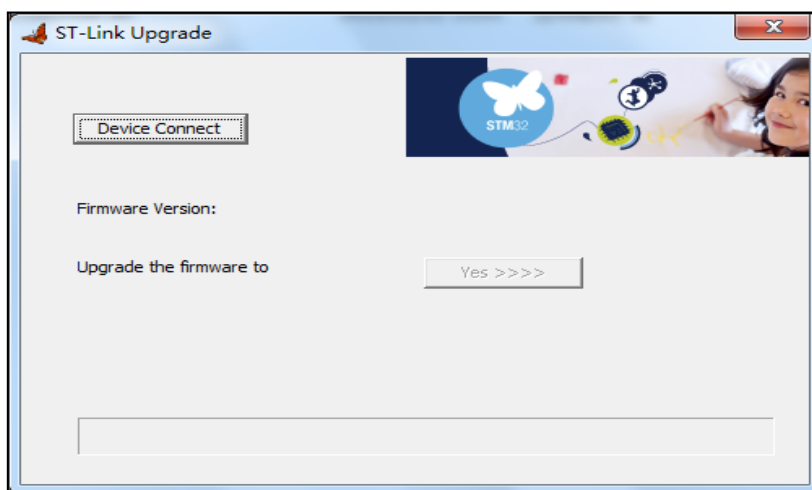 ST-Link Upgrade
Device Connect
STM32
Firmware Version:
Upgrade the firmware to
Yes >>>>